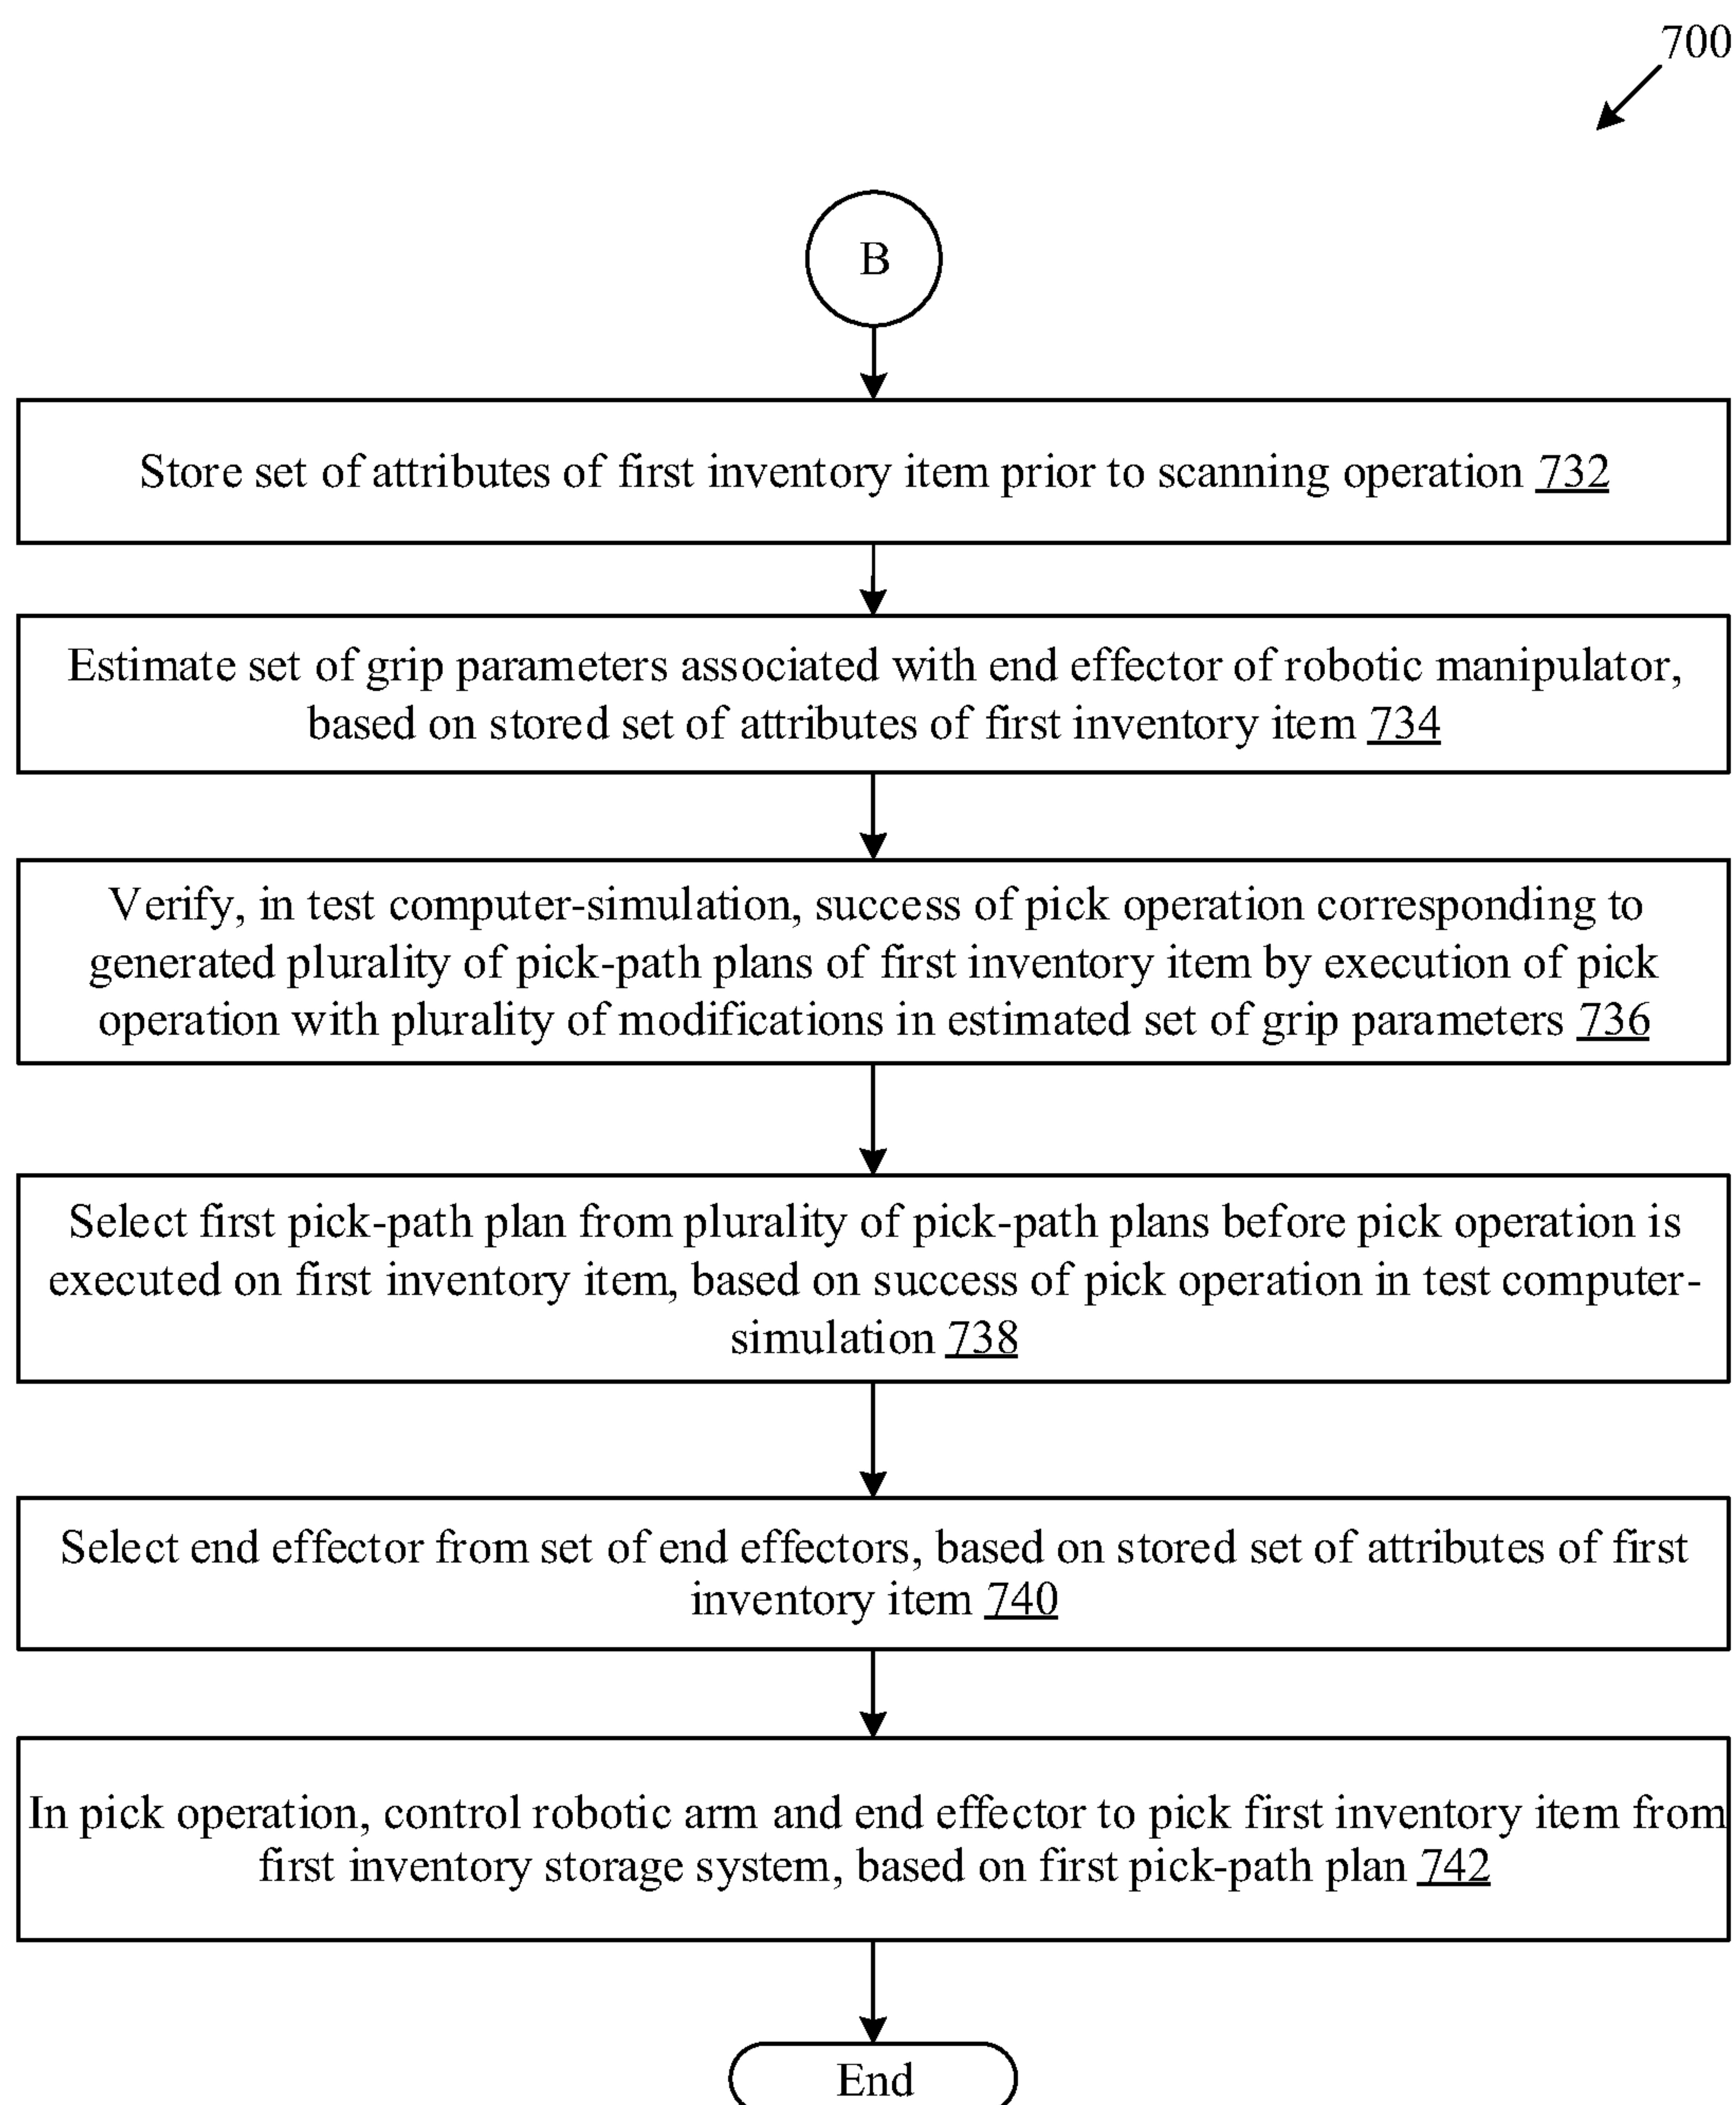 700
B
Store set of attributes of first inventory item prior to scanning operation 732
Estimate set of grip parameters associated with end effector of robotic manipulator,
based on stored set of attributes of first inventory item 734
Verify, in test computer-simulation, success of pick operation corresponding to
generated plurality of pick-path plans of first inventory item by execution of pick
operation with plurality of modifications in estimated set of grip parameters 736
Select first pick-path plan from plurality of pick-path plans before pick operation is
executed on first inventory item, based on success of pick operation in test computer-
simulation 738
Select end effector from set of end effectors, based on stored set of attributes of first
inventory item 740
In pick operation, control robotic arm and end effector to pick first inventory item from
first inventory storage system, based on first pick-path plan 742
End